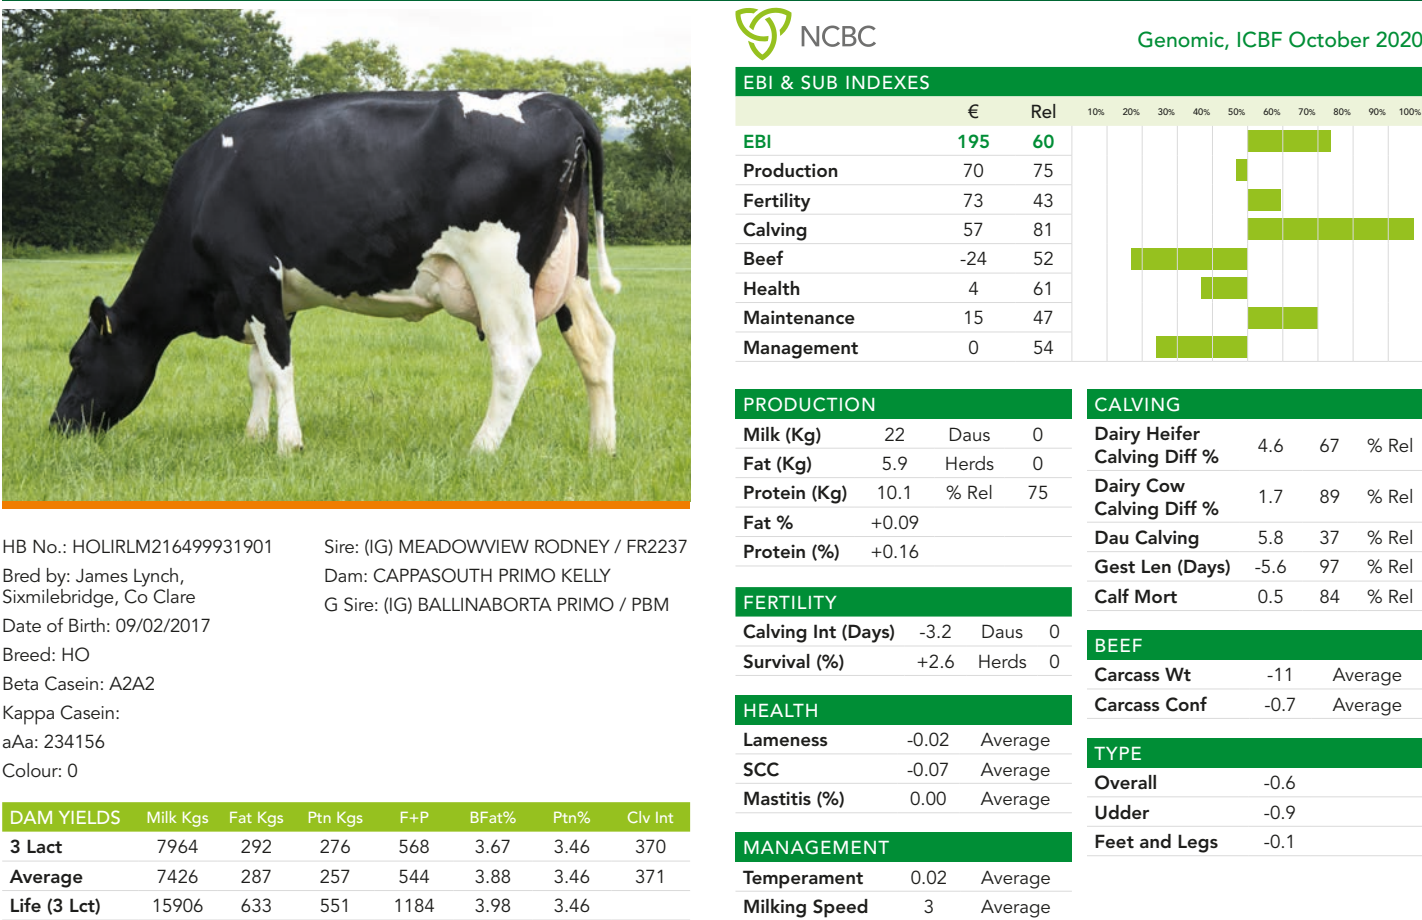 NCBC
Genomic, ICBF October 2020
EBI & SUB INDEXES
€ Rel 10% 20% 30% 40% 50% 60% 70% 80% 90% 100%
EBI 195 60
Production 70 75
Fertility 73 43
Calving 57 81
Beef -24 52
Health 4 61
Maintenance 15 47
Management 0 54
HB No.: HOLIRLM216499931901
Bred by: James Lynch,
Sixmilebridge, Co Clare
Date of Birth: 09/02/2017
Breed: HO
Beta Casein: A2A2
Kappa Casein:
aAa: 234156
Colour: 0
Sire: (IG) MEADOWVIEW RODNEY / FR2237
Dam: CAPPASOUTH PRIMO KELLY
G Sire: (IG) BALLINABORTA PRIMO / PBM
DAM YIELDS Milk Kgs Fat Kgs Ptn Kgs F+P BFat% Ptn% Clv Int
3 Lact 7964 292 276 568 3.67 3.46 370
Average 7426 287 257 544 3.88 3.46 371
Life (3 Lct) 15906 633 551 1184 3.98 3.46
PRODUCTION
Milk (Kg) 22 Daus 0
Fat (Kg) 5.9 Herds 0
Protein (Kg) 10.1 % Rel 75
Fat % +0.09
Protein (%) +0.16
FERTILITY
Calving Int (Days) -3.2 Daus 0
Survival (%) +2.6 Herds 0
HEALTH
Lameness -0.02 Average
SCC -0.07 Average
Mastitis (%) 0.00 Average
MANAGEMENT
Temperament 0.02 Average
Milking Speed 3 Average
CALVING
Dairy Heifer
Calving Diff % 4.6 67 % Rel
Dairy Cow
Calving Diff % 1.7 89 % Rel
Dau Calving 5.8 37 % Rel
Gest Len (Days) -5.6 97 % Rel
Calf Mort 0.5 84 % Rel
BEEF
Carcass Wt -11 Average
Carcass Conf -0.7 Average
TYPE
Overall -0.6
Udder -0.9
Feet and Legs -0.1